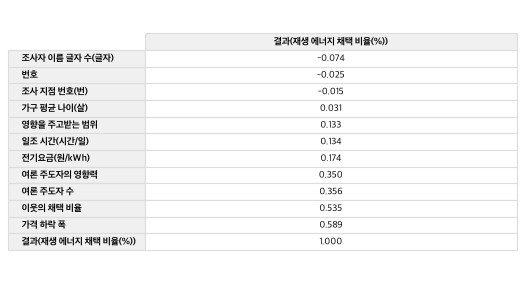 결과(재생 에너지 채택 비율(%))
조사자 이름 글자 수(글자) -0.074
번호 -0.025
조사 지점 번호(번) -0.015
가구 평균 나이(살) 0.031
영향을 주고받는 범위 0.133
일조 시간(시간/일) 0.134
전기요금(원/kWh) 0.174
여론 주도자의 영향력 0.350
여론 주도자 수 0.356
이웃의 채택 비율 0.535
가격 하락 폭 0.589
결과(재생 에너지 채택 비율(%)) 1.000